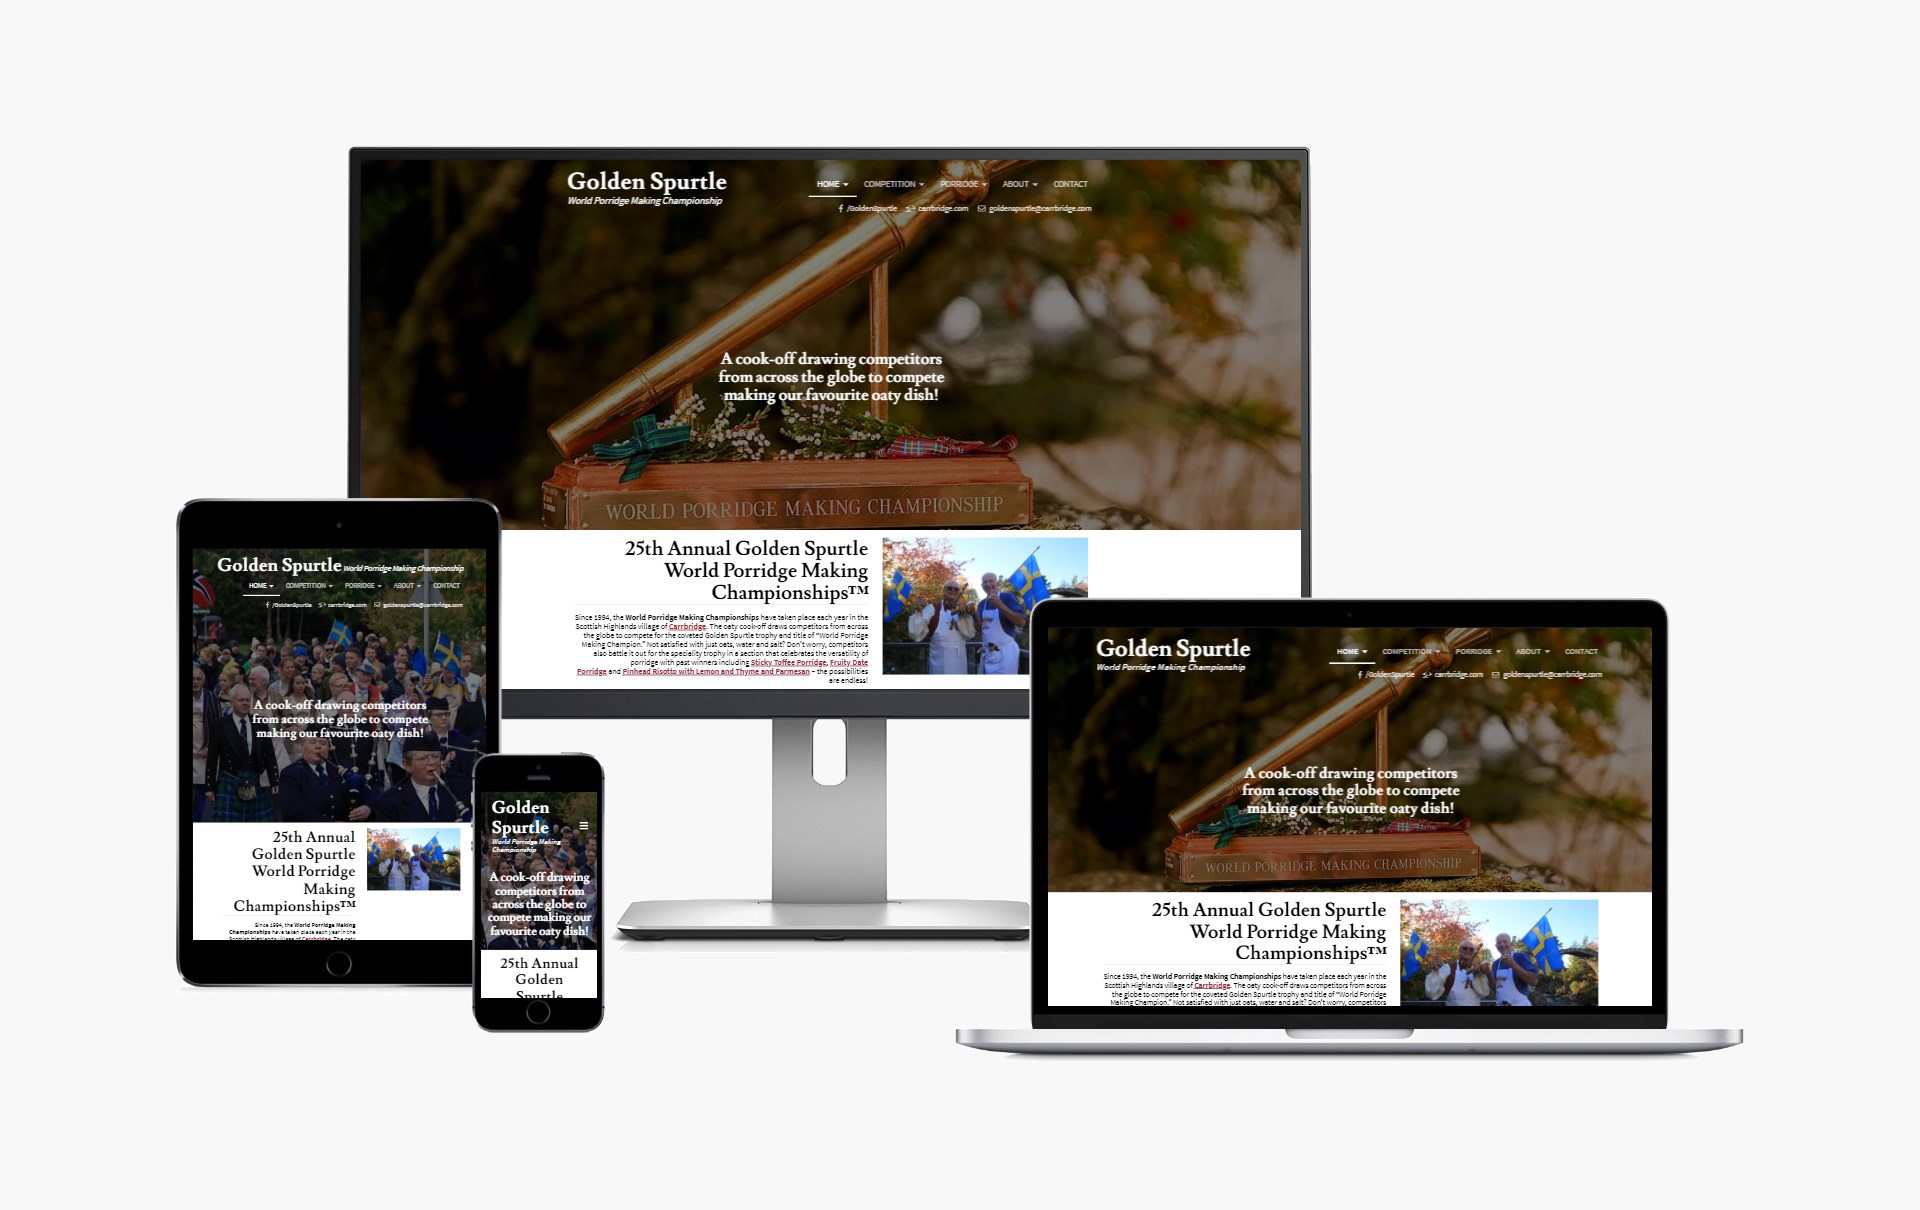 Golden Spurtle
World Porridge Making Championship
HOME COMPETITION PORRIDGE ABOUT CONTACT
/GoldenSpurtle carrbridge.com goldenspurtle@carrbridge.com
A cook-off drawing competitors
from across the globe to compete
making our favourite oaty dish!
WORLD PORRIDGE MAKING CHAMPIONSHIP
25th Annual Golden Spurtle
World Porridge Making
Championships™
Since 1994, the World Porridge Making Championships have taken place each year in the
Scottish Highlands village of Carrbridge. The oaty cook-off draws competitors from across
the globe to compete for the coveted Golden Spurtle trophy and title of "World Porridge
Making Champion." Not satisfied with just oats, water and salt? Don't worry, competitors
also battle it out for the speciality trophy in a section that celebrates the versatility of
porridge with past winners including Sticky Toffee Porridge, Fruity Date
Porridge and Pinhead Risotto with Lemon and Thyme and Parmesan – the possibilities
are endless!
Golden Spurtle World Porridge Making Championship
HOME COMPETITION PORRIDGE ABOUT CONTACT
/GoldenSpurtle carrbridge.com goldenspurtle@carrbridge.com
A cook-off drawing competitors
from across the globe to compete
making our favourite oaty dish!
25th Annual
Golden Spurtle
World Porridge
Making
Championships™
Since 1994, the World Porridge Making
Championships have taken place each year in the
Scottish Highlands village of Carrbridge. The oaty
Golden
Spurtle
World Porridge Making
Championship
A cook-off drawing
competitors from
across the globe to
compete making our
favourite oaty dish!
25th Annual
Golden
Spurtle
Golden Spurtle
World Porridge Making Championship
HOME COMPETITION PORRIDGE ABOUT CONTACT
/GoldenSpurtle carrbridge.com goldenspurtle@carrbridge.com
A cook-off drawing competitors
from across the globe to compete
making our favourite oaty dish!
WORLD PORRIDGE MAKING CHAMPIONSHIP
25th Annual Golden Spurtle
World Porridge Making
Championships™
Since 1994, the World Porridge Making Championships have taken place each year in the
Scottish Highlands village of Carrbridge. The oaty cook-off draws competitors from across
the globe to compete for the coveted Golden Spurtle trophy and title of "World Porridge
Making Champion." Not satisfied with just oats, water and salt? Don't worry, competitors